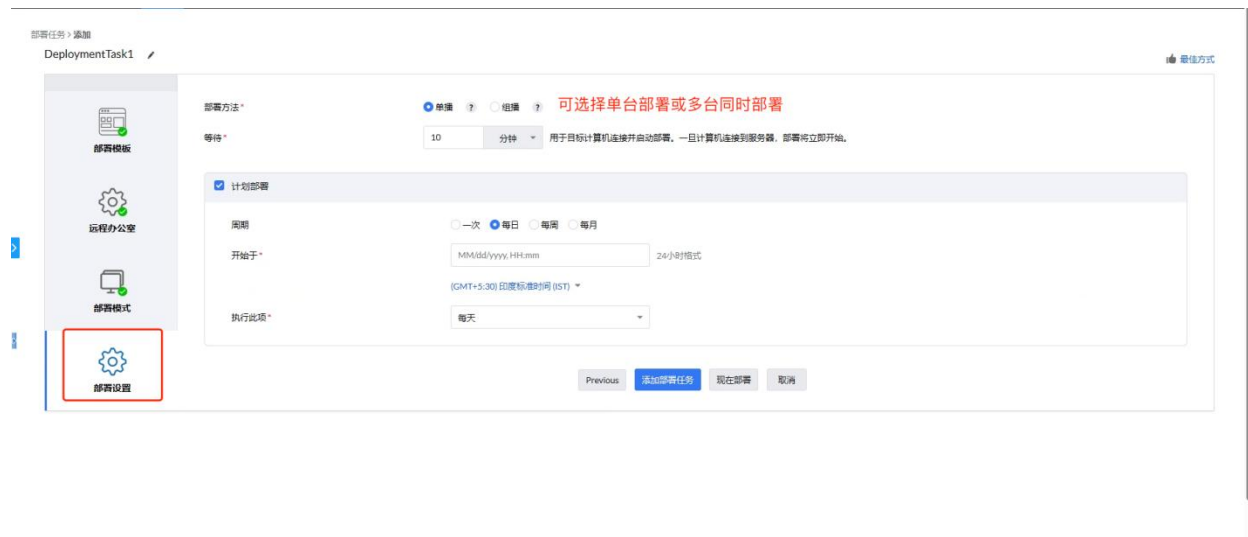 部署任务 > 添加
DeploymentTask1
最佳方式
部署模板
远程办公室
部署模式
部署设置
部署方法* 单播 ? 组播 ? 可选择单台部署或多台同时部署
等待* 10 分钟 用于目标计算机连接并启动部署。一旦计算机连接到服务器，部署将立即开始。
计划部署
周期 一次 每日 每周 每月
开始于* MM/dd/yyyy, HH:mm 24小时格式
(GMT+5:30) 印度标准时间 (IST)
执行此项* 每天
Previous 添加部署任务 现在部署 取消